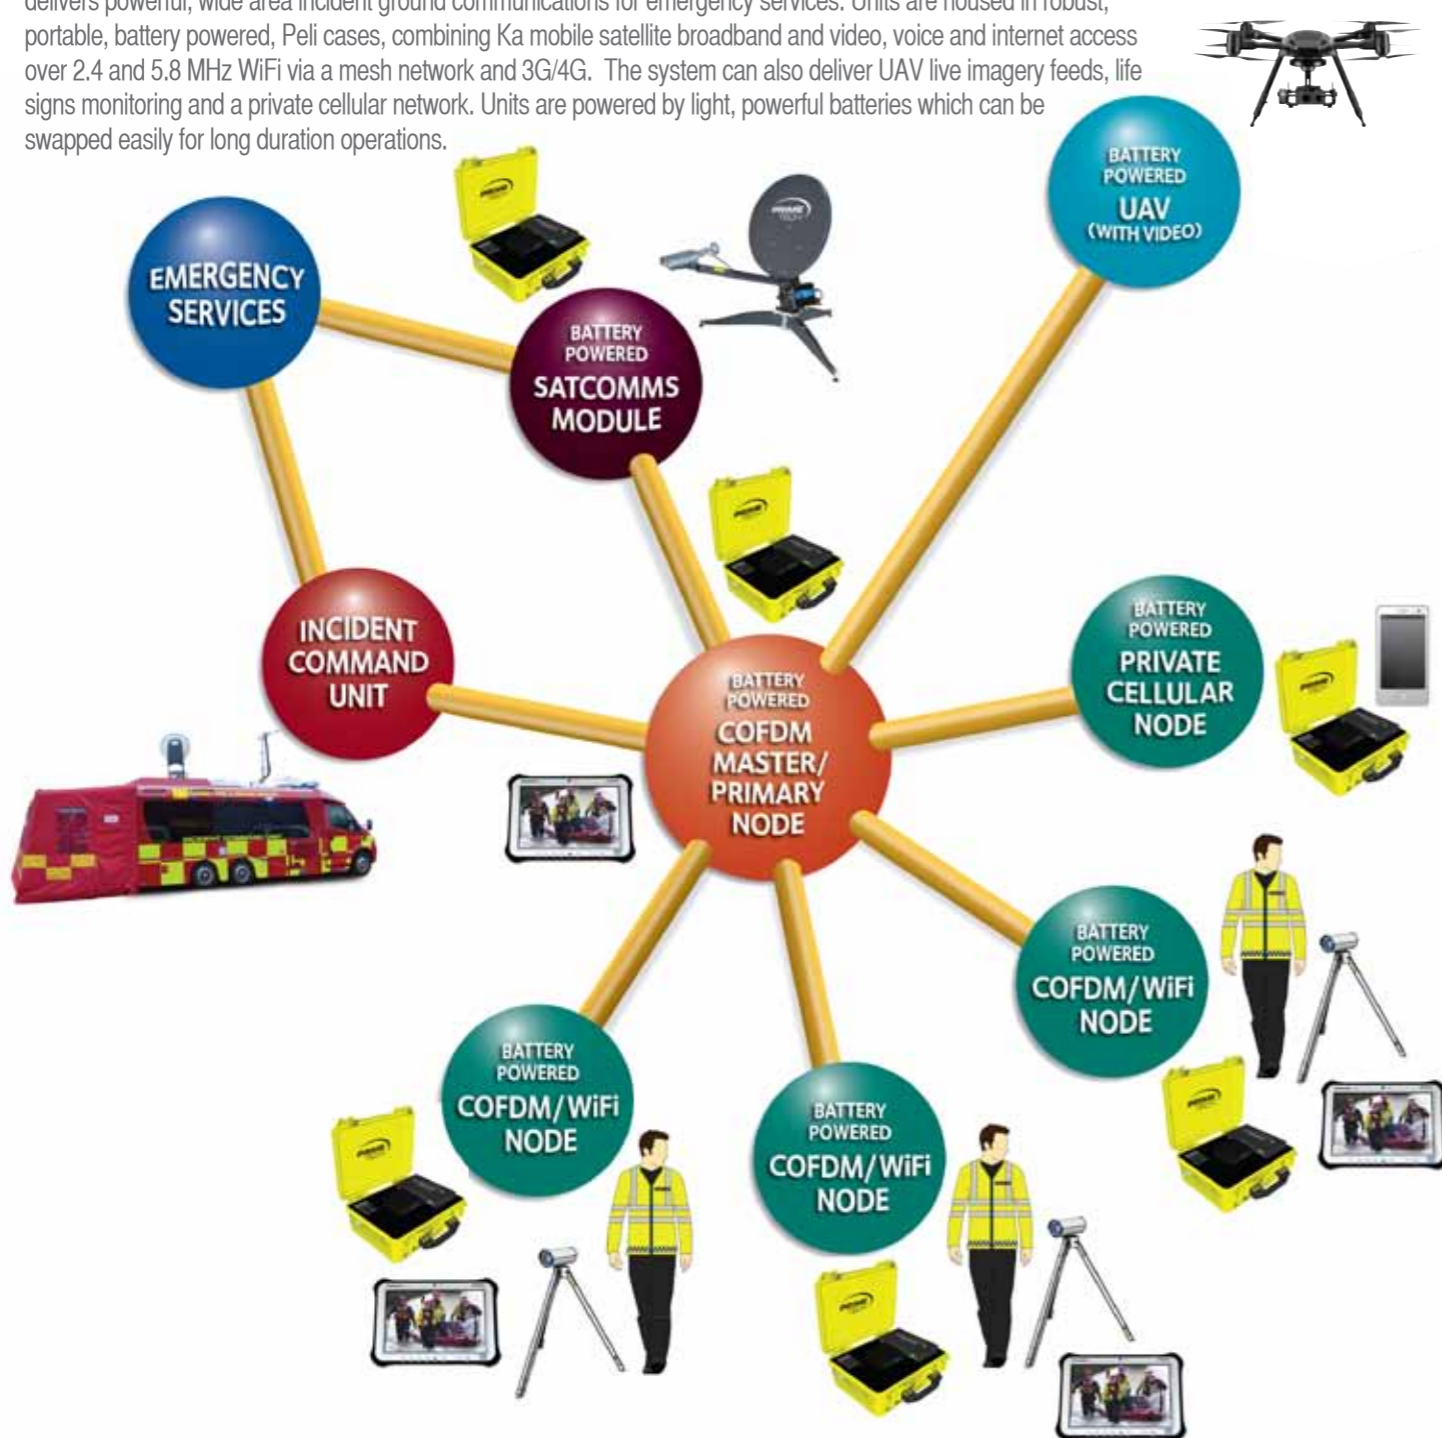 delivers powerful, wide area incident ground communications for emergency services. Units are housed in robust,
portable, battery powered, Peli cases, combining Ka mobile satellite broadband and video, voice and internet access
over 2.4 and 5.8 MHz WiFi via a mesh network and 3G/4G. The system can also deliver UAV live imagery feeds, life
signs monitoring and a private cellular network. Units are powered by light, powerful batteries which can be
swapped easily for long duration operations.
BATTERY
POWERED
UAV
(WITH VIDEO)
EMERGENCY
SERVICES
PRIME
TECH
BATTERY
POWERED
SATCOMMS
MODULE
INCIDENT
COMMAND
UNIT
BATTERY
POWERED
COFDM
MASTER/
PRIMARY
NODE
BATTERY
POWERED
PRIVATE
CELLULAR
NODE
BATTERY
POWERED
COFDM/WiFi
NODE
BATTERY
POWERED
COFDM/WiFi
NODE
BATTERY
POWERED
COFDM/WiFi
NODE